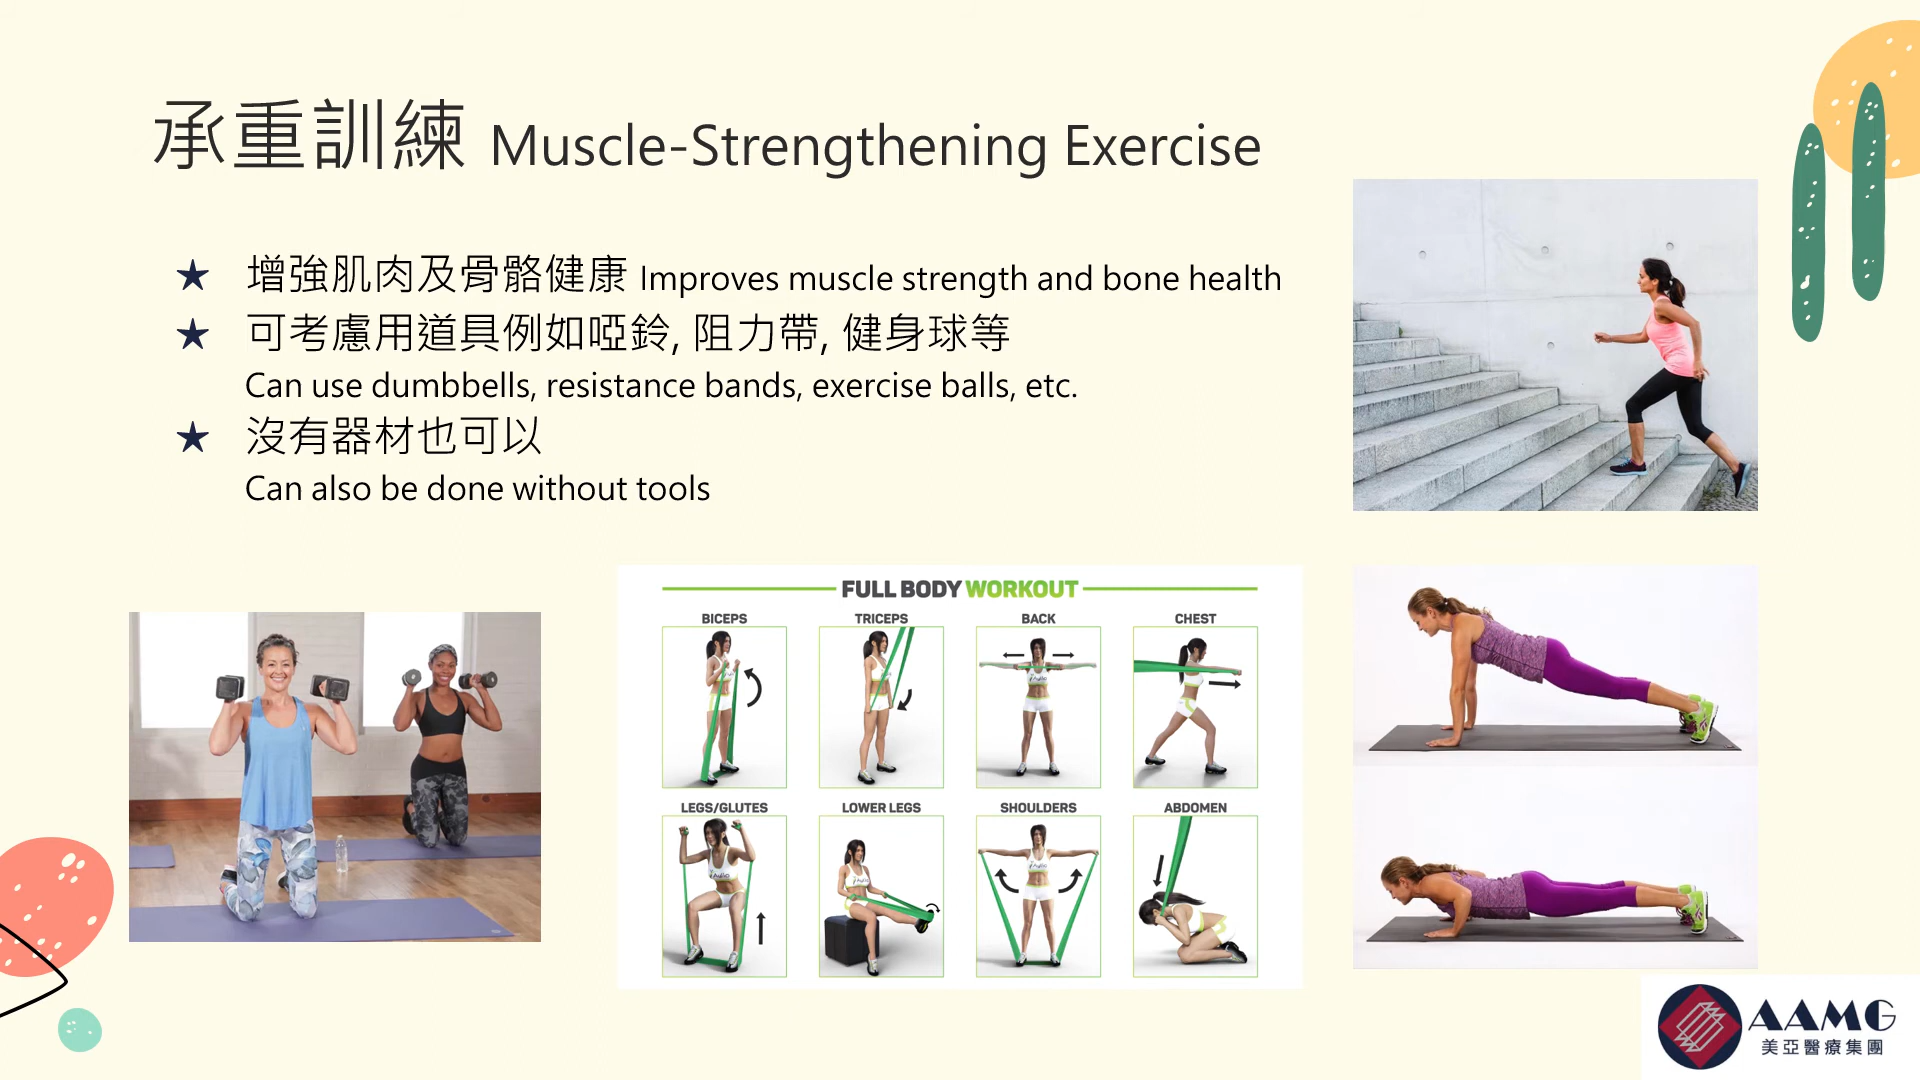 承重訓練 Muscle-Strengthening Exercise
增強肌肉及骨骼健康 Improves muscle strength and bone health
可考慮用道具例如啞鈴, 阻力帶, 健身球等
Can use dumbbells, resistance bands, exercise balls, etc.
沒有器材也可以
Can also be done without tools
FULL BODY WORKOUT
BICEPS TRICEPS BACK CHEST
LEGS/GLUTES LOWER LEGS SHOULDERS ABDOMEN
AAMG
美亞醫療集團